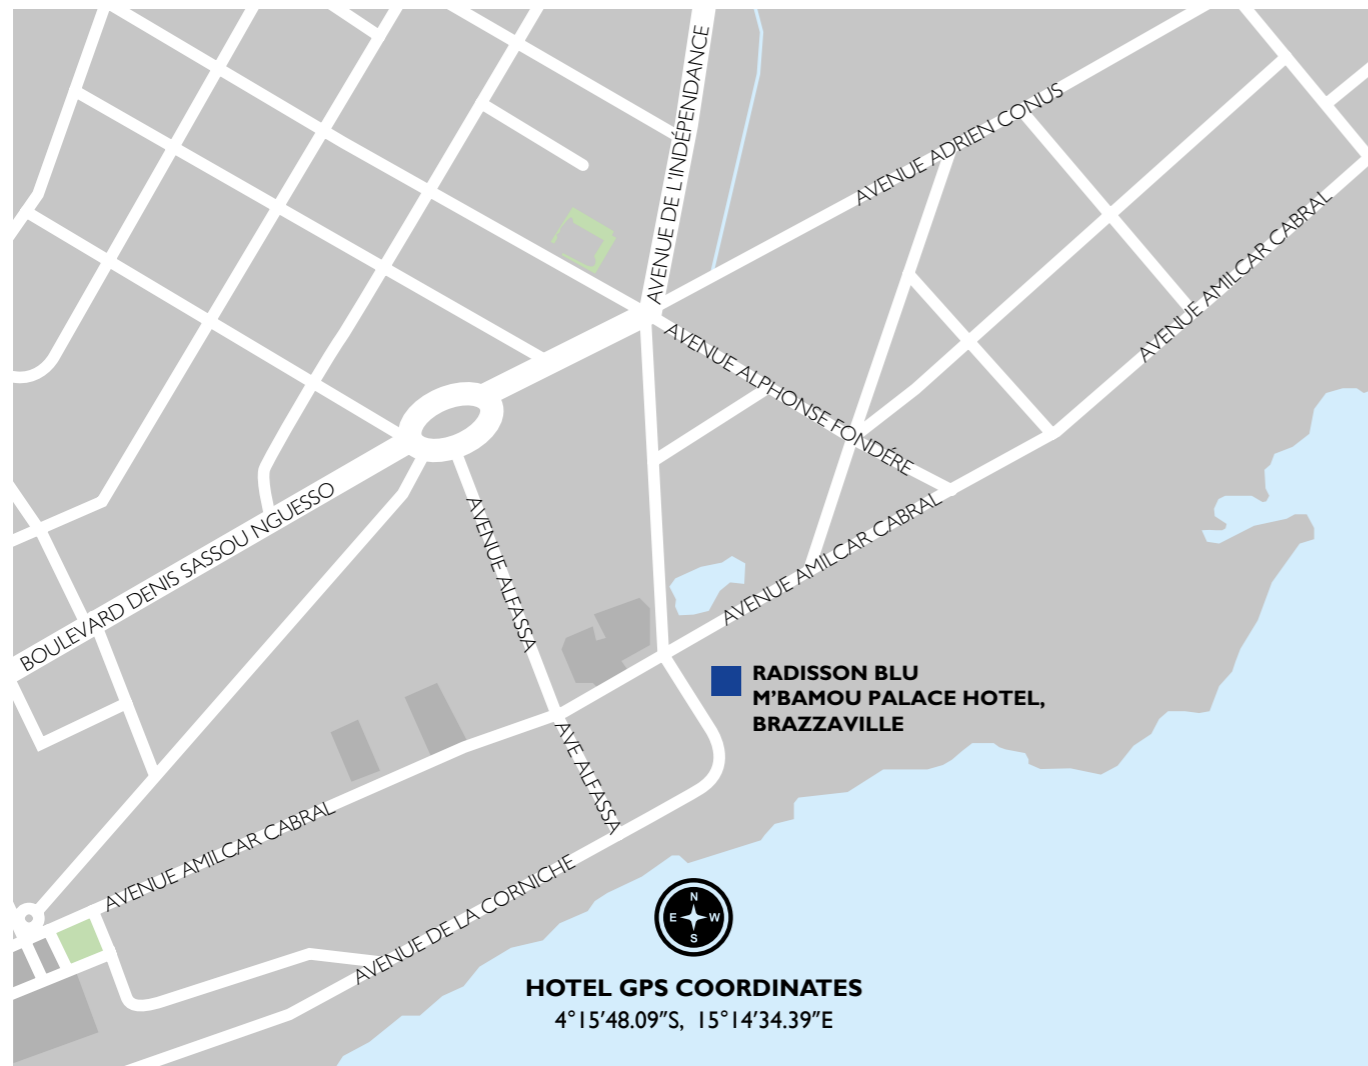 AVENUE DE L'INDÉPENDANCE
AVENUE ADRIEN CONUS
AVENUE AMILCAR CABRAL
AVENUE ALPHONSE FONDÉRE
BOULEVARD DENIS SASSOU NGUESSO
AVENUE ALFASSA
AVENUE AMILCAR CABRAL
RADISSON BLU
M’BAMOU PALACE HOTEL,
BRAZZAVILLE
AVE ALFASSA
AVENUE AMILCAR CABRAL
AVENUE DE LA CORNICHE
N
E W
S
HOTEL GPS COORDINATES
4°15′48.09″S, 15°14′34.39″E